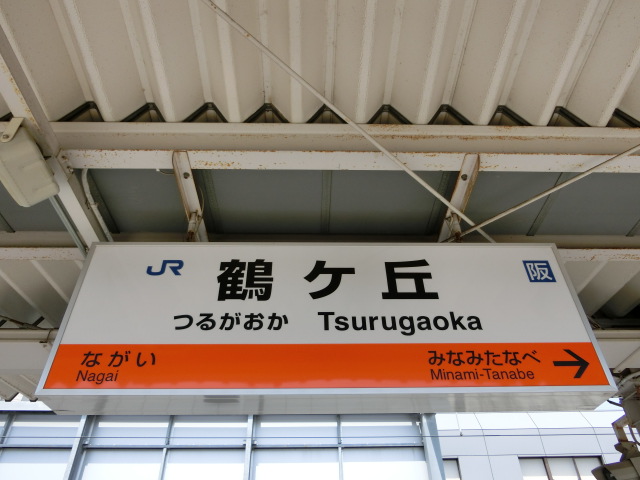 JR 鶴ケ丘 阪
つるがおか Tsurugaoka
ながい みなみたなべ →
Nagai Minami-Tanabe